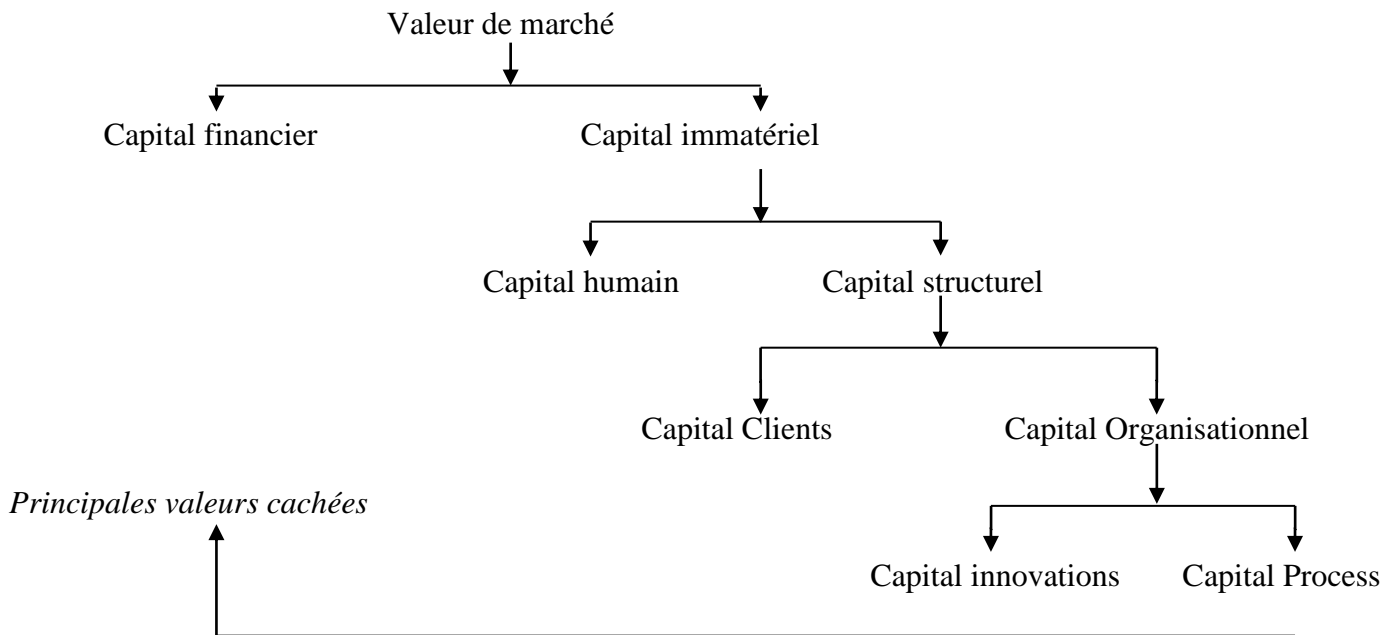 Valeur de marché
Capital financier
Capital immatériel
Capital humain
Capital structurel
Capital Clients
Capital Organisationnel
Principales valeurs cachées
Capital innovations
Capital Process